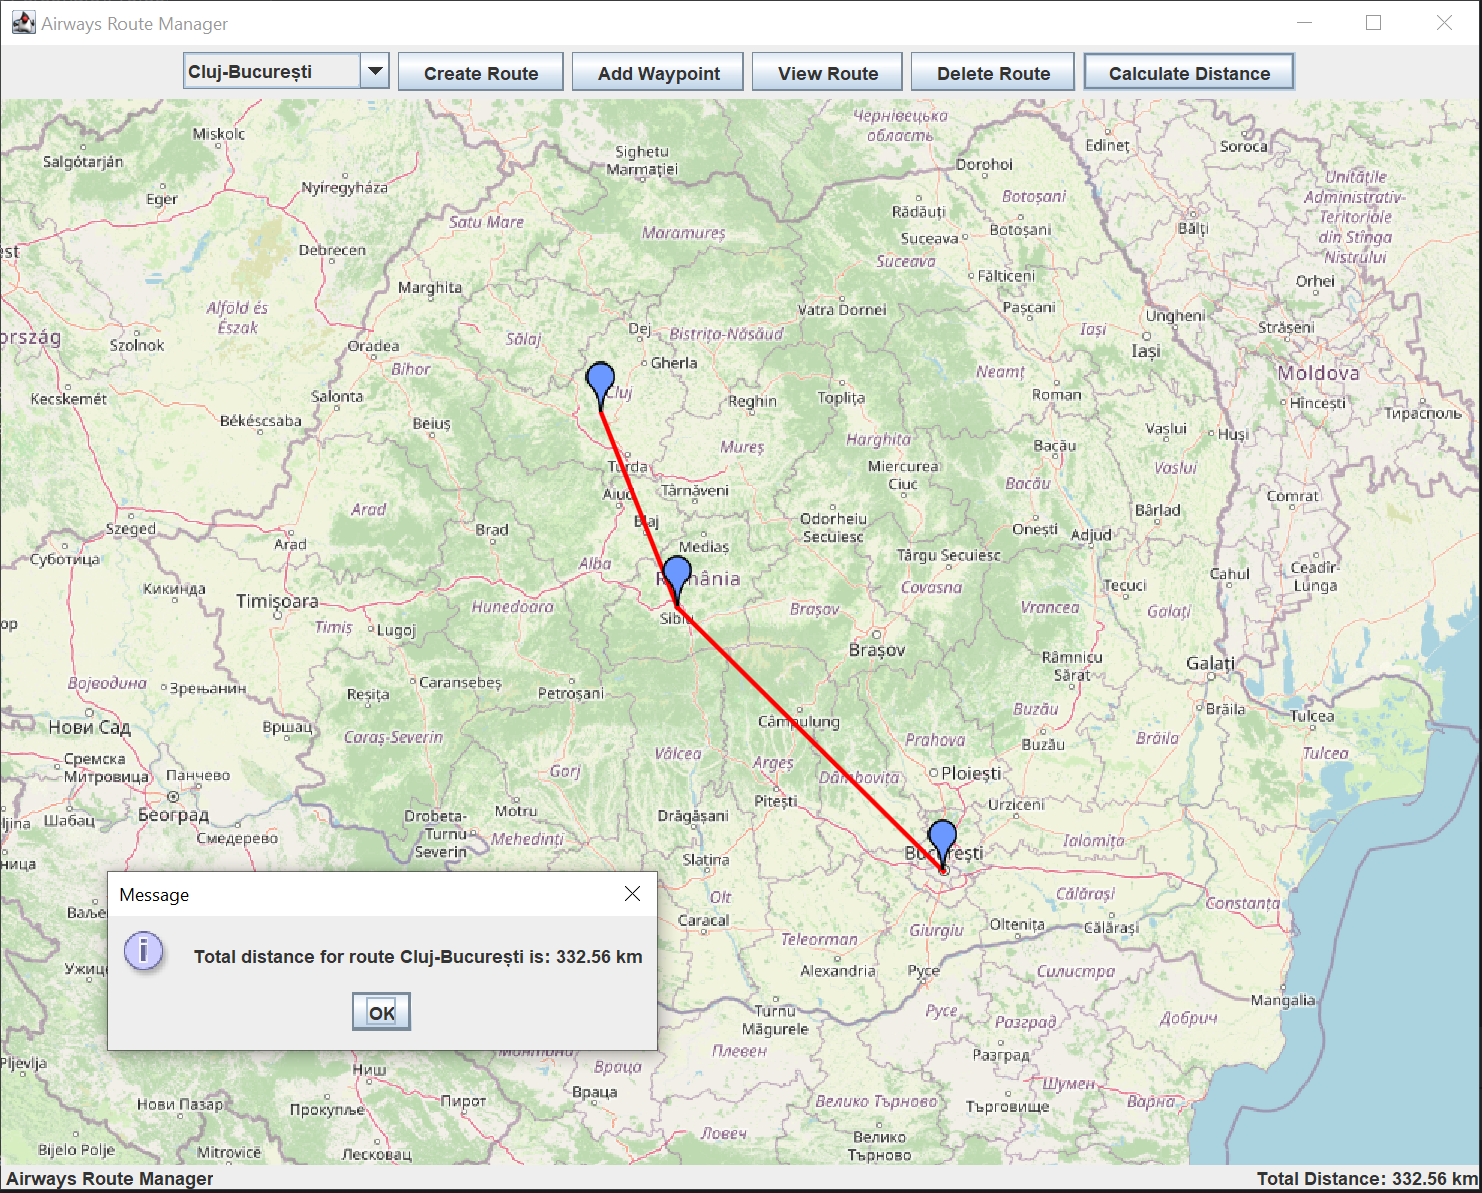 Airways Route Manager
Cluj-București
Create Route
Add Waypoint
View Route
Delete Route
Calculate Distance
Чернівецька
область
Miskolc
Salgótarján
Sighetu
Marmației
Dorohoi
Edineț
Soroca
Eger
Nyíregyháza
Satu Mare
Maramureș
Rădăuți
Botoșani
Unitățile
Administrativ-
Teritoriale
din Stînga
Nistrului
Suceava
Botoșani
Bălți
Debrecen
Suceava
Fălticeni
Orhei
Marghita
Vatra Dornei
Pașcani
Ungheni
Alföld és
Észak
Dej
Bistrița-Năsăud
Iași
Strășeni
Sălaj
ország
Szolnok
Oradea
Gherla
Iași
Bihor
Neamț
Moldova
Kecskemét
Salonta
Cluj
Reghin
Toplița
Roman
Hîncești
Тирасполь
Békéscsaba
Beiuș
Mureș
Harghita
Vaslui
Huși
Bacău
Turda
Miercurea
Ciuc
Vaslui
Aiud
Târnăveni
Bacău
Comrat
Arad
Blaj
Odorheiu
Secuiesc
Bârlad
Szeged
Brad
Onești
Adjud
Arad
Mediaș
Târgu Secuiesc
Суботица
Alba
România
Cahul
Ceadîr-
Lunga
Кикинда
Covasna
Tecuci
Timișoara
Hunedoara
Brașov
Vrancea
Galați
Timiș
Lugoj
Sibiu
Brașov
Râmnicu
Sărat
Galați
Војводина
Зрењанин
Reșița
Caransebeș
Petroșani
Нови Сад
Вршац
Caraș-Severin
Câmpulung
Buzău
Brăila
Tulcea
Vâlcea
Prahova
Buzău
Brăila
Tulcea
Сремска
Митровица
Панчево
Gorj
Argeș
Dâmbovița
Ploiești
Pitești
Urziceni
Шабац
Београд
Drobeta-
Turnu
Severin
Motru
Drăgășani
Смедерево
Mehedinți
Ialomița
București
Slatina
Olt
Călărași
Constanța
Caracal
Giurgiu
Oltenița
Călărași
Teleorman
Alexandria
Русе
Силистра
Mangalia
Turnu
Măgurele
Русе
Разград
Добрич
Плевен
Разград
Message
Total distance for route Cluj-București is: 332.56 km
OK
Pljevlja
Монтана
Враца
Ниш
Шумен
Нови Пазар
Прокупље
Пирот
Враца
Велико Търново
Търговище
Варна
Bijelo Polje
Mitrovicë
Лесковац
Ловеч
Велико
Търново
Airways Route Manager
Total Distance: 332.56 km